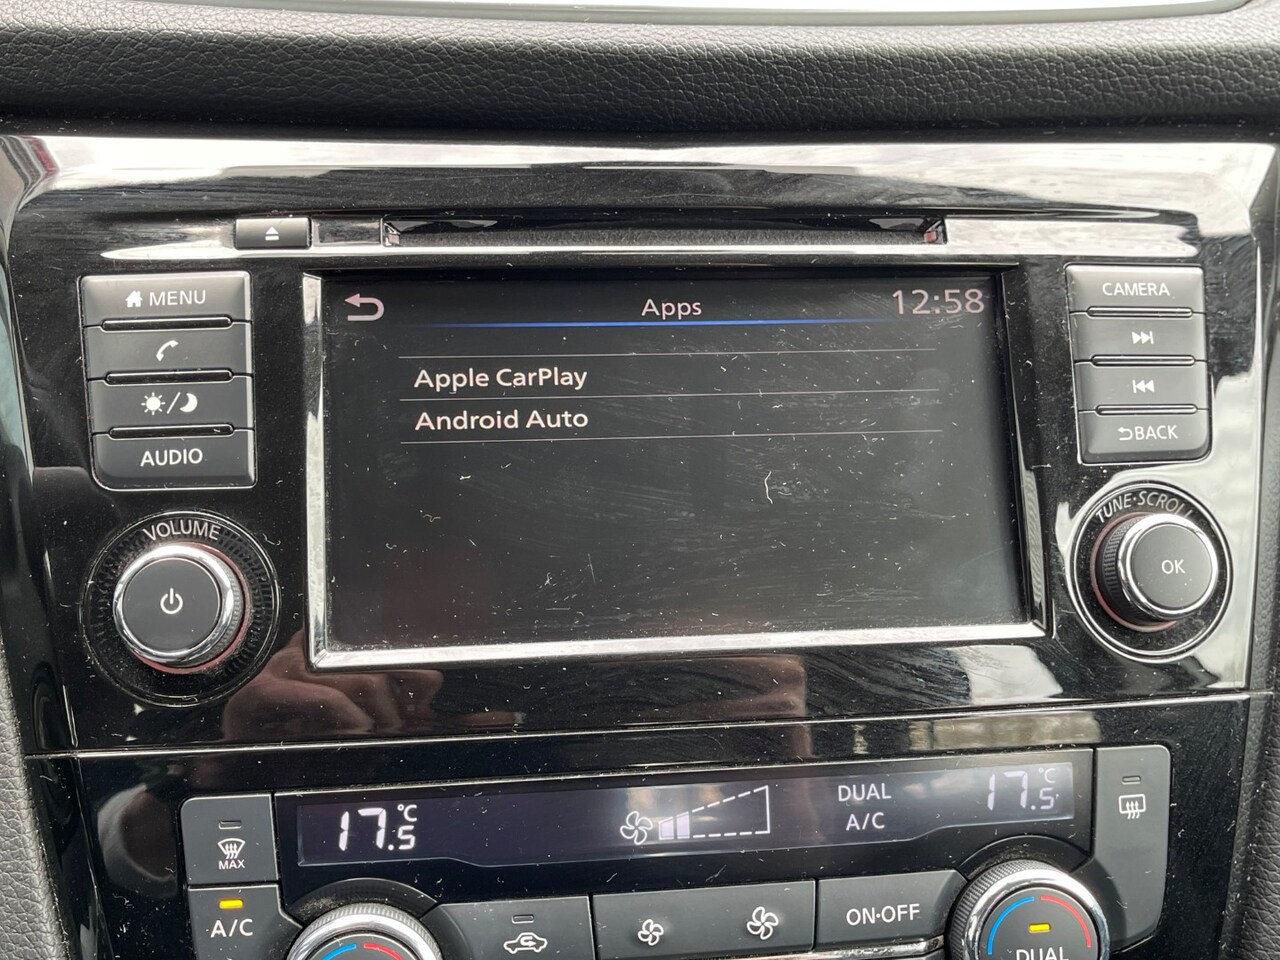 MENU
AUDIO
VOLUME
Apps
12:58
Apple CarPlay
Android Auto
CAMERA
BACK
TUNE·SCROLL
OK
17.5°C
DUAL
A/C
17.5°C
MAX
A/C
ON·OFF
DUAL